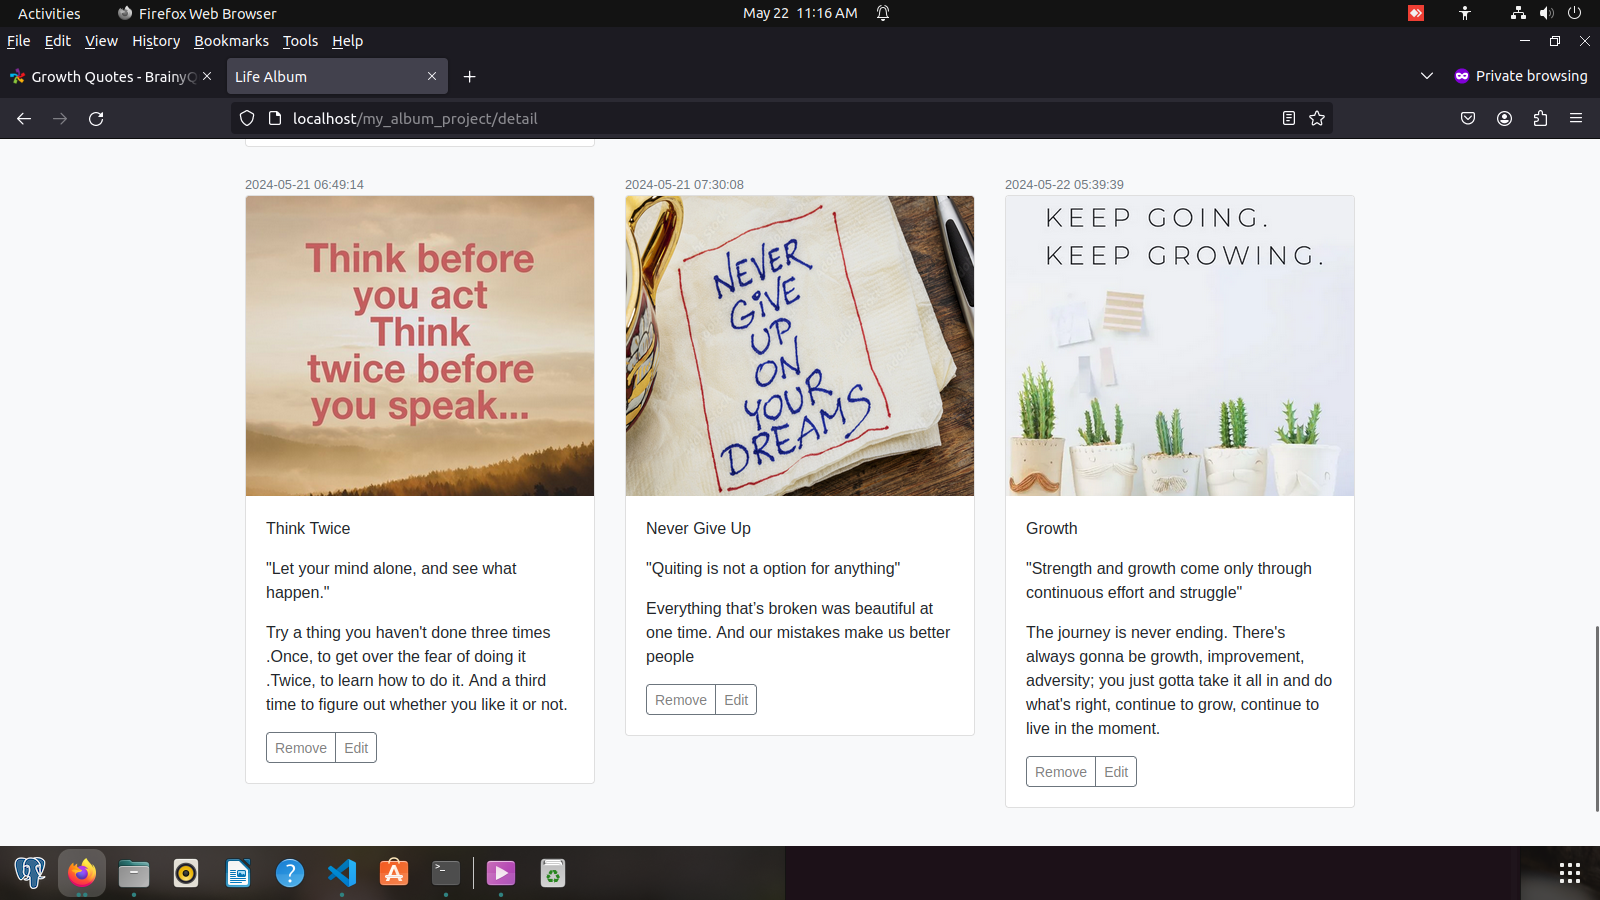 Activities
Firefox Web Browser
May 22 11:16 AM
File Edit View History Bookmarks Tools Help
Growth Quotes - BrainyQ
Life Album
Private browsing
localhost/my_album_project/detail
2024-05-21 06:49:14
Think before
you act
Think
twice before
you speak...
Think Twice
"Let your mind alone, and see what
happen."
Try a thing you haven't done three times
.Once, to get over the fear of doing it
.Twice, to learn how to do it. And a third
time to figure out whether you like it or not.
Remove Edit
2024-05-21 07:30:08
NEVER
GIVE
UP
ON
YOUR
DREAMS
Never Give Up
"Quiting is not a option for anything"
Everything that’s broken was beautiful at
one time. And our mistakes make us better
people
Remove Edit
2024-05-22 05:39:39
KEEP GOING.
KEEP GROWING.
Growth
"Strength and growth come only through
continuous effort and struggle"
The journey is never ending. There's
always gonna be growth, improvement,
adversity; you just gotta take it all in and do
what's right, continue to grow, continue to
live in the moment.
Remove Edit